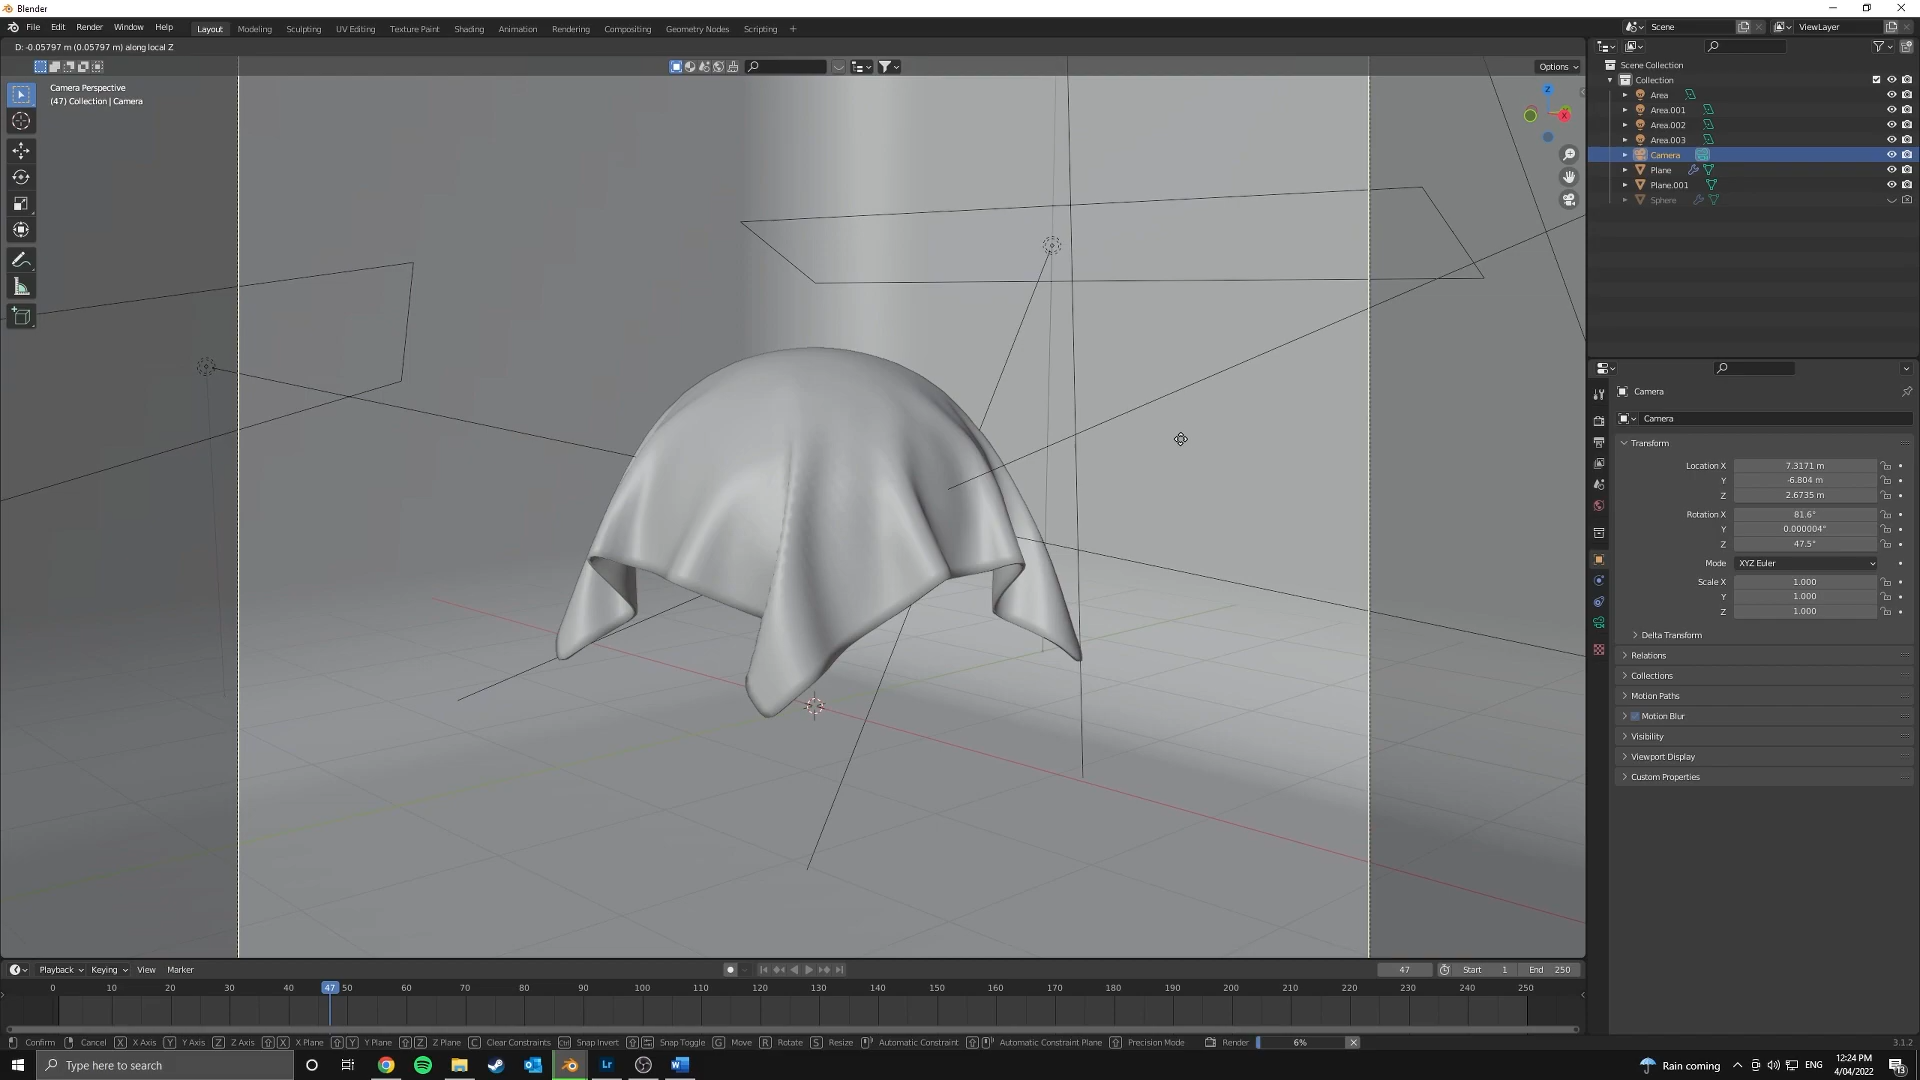 Blender
File Edit Render Window Help
Layout Modeling Sculpting UV Editing Texture Paint Shading Animation Rendering Compositing Geometry Nodes Scripting +
Scene
ViewLayer
D: -0.05797 m (0.05797 m) along local Z
Options
Camera Perspective
(47) Collection | Camera
Z
X
Scene Collection
Collection
Area
Area.001
Area.002
Area.003
Camera
Plane
Plane.001
Sphere
Camera
Camera
Transform
Location X 7.3171 m
Y -6.804 m
Z 2.6735 m
Rotation X 81.6°
Y 0.000004°
Z 47.5°
Mode XYZ Euler
Scale X 1.000
Y 1.000
Z 1.000
Delta Transform
Relations
Collections
Motion Paths
Motion Blur
Visibility
Viewport Display
Custom Properties
Playback Keying View Marker
47 Start 1 End 250
0 10 20 30 40 47 50 60 70 80 90 100 110 120 130 140 150 160 170 180 190 200 210 220 230 240 250
Confirm Cancel X X Axis Y Y Axis Z Z Axis X X Plane Y Y Plane Z Z Plane C Clear Constraints Ctrl Snap Invert Snap Toggle G Move R Rotate S Resize Automatic Constraint Automatic Constraint Plane Precision Mode Render 6% 3.1.2
Type here to search
Lr
W
Rain coming
ENG
12:24 PM
4/04/2022